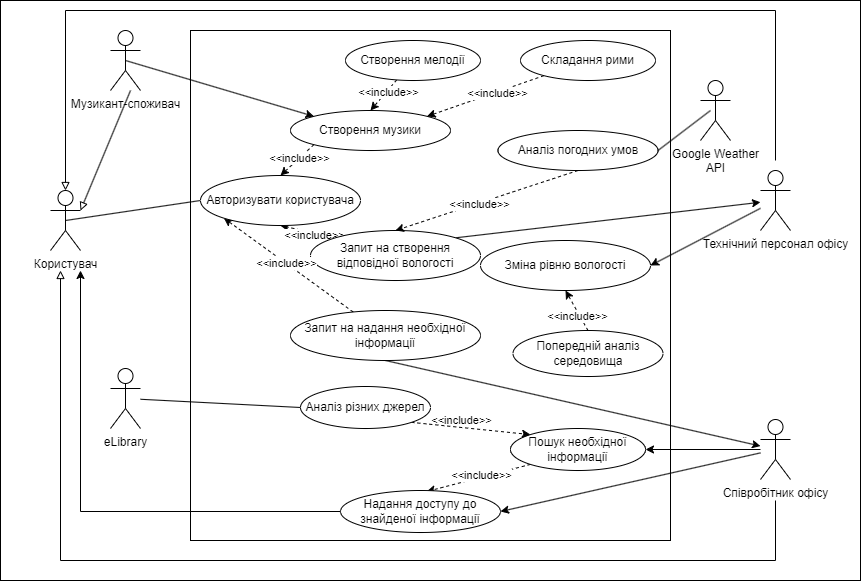 Створення мелодії
Складання рими
<<include>>
<<include>>
Музикант-споживач
Створення музики
Аналіз погодних умов
Google Weather
API
<<include>>
Авторизувати користувача
<<include>>
Користувач
<<include>>
Запит на створення
відповідної вологості
Технічний персонал офісу
<<include>>
Зміна рівню вологості
<<include>>
Запит на надання необхідної
інформації
Попередній аналіз
середовища
Аналіз різних джерел
<<include>>
eLibrary
Пошук необхідної
інформації
<<include>>
Співробітник офісу
Надання доступу до
знайденої інформації